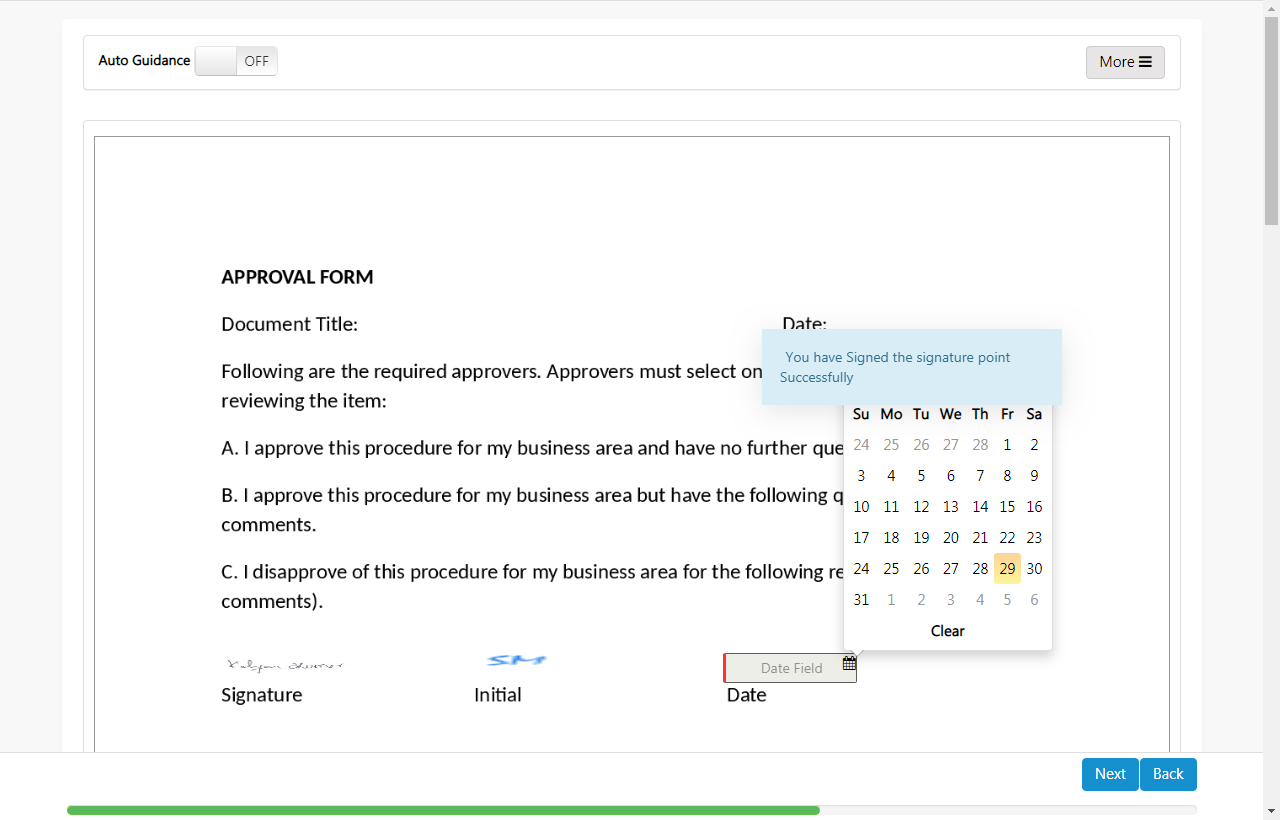 Auto Guidance OFF More
APPROVAL FORM
Document Title: Date:
You have Signed the signature point
Successfully
Following are the required approvers. Approvers must select on
reviewing the item:
Su Mo Tu We Th Fr Sa
24 25 26 27 28 1 2
3 4 5 6 7 8 9
10 11 12 13 14 15 16
17 18 19 20 21 22 23
24 25 26 27 28 29 30
31 1 2 3 4 5 6
Clear
A. I approve this procedure for my business area and have no further que
B. I approve this procedure for my business area but have the following q
comments.
C. I disapprove of this procedure for my business area for the following re
comments).
SM Date Field
Signature Initial Date
Next Back